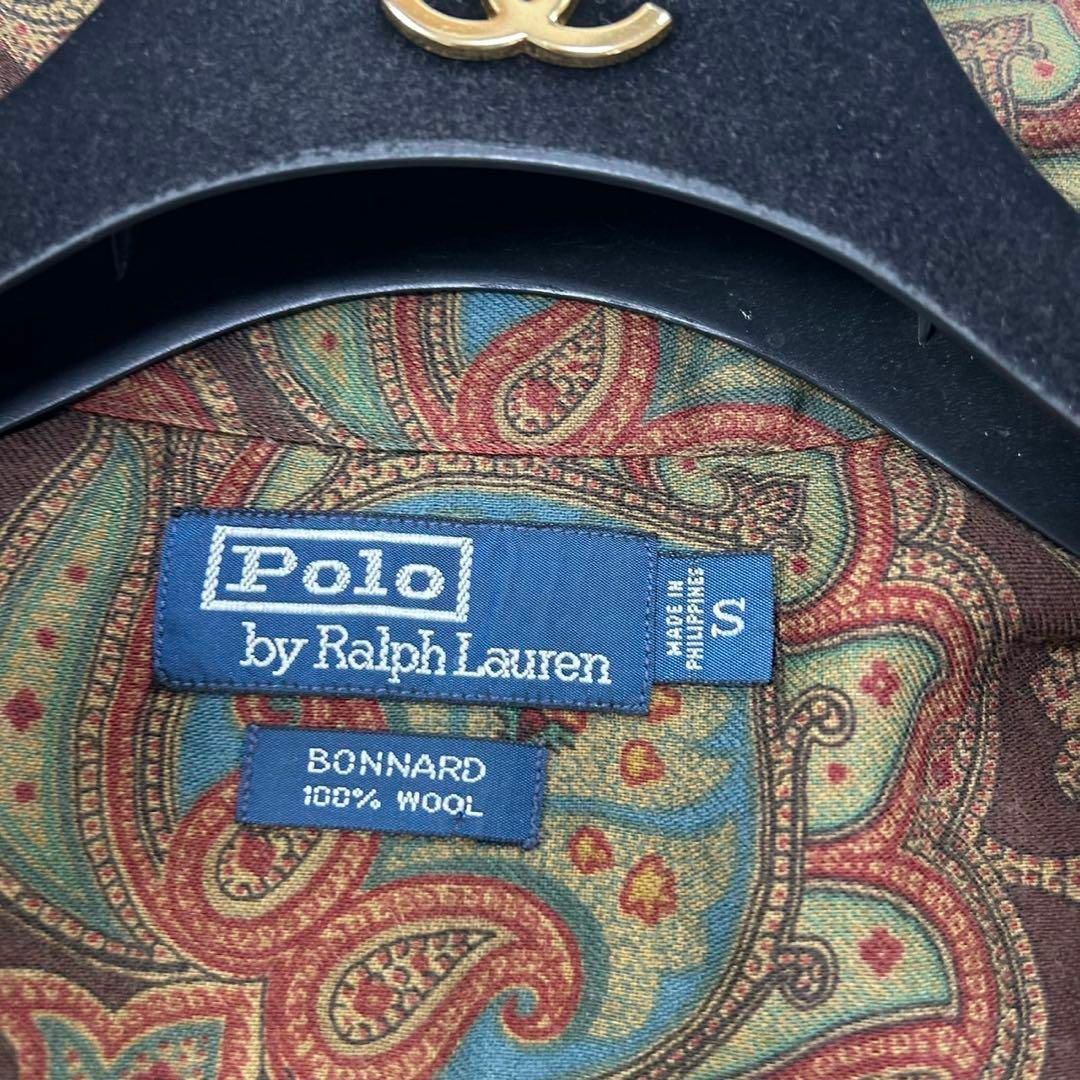 Polo
by Ralph Lauren
MADE IN
PHILIPPINES
S
BONNARD
100% WOOL